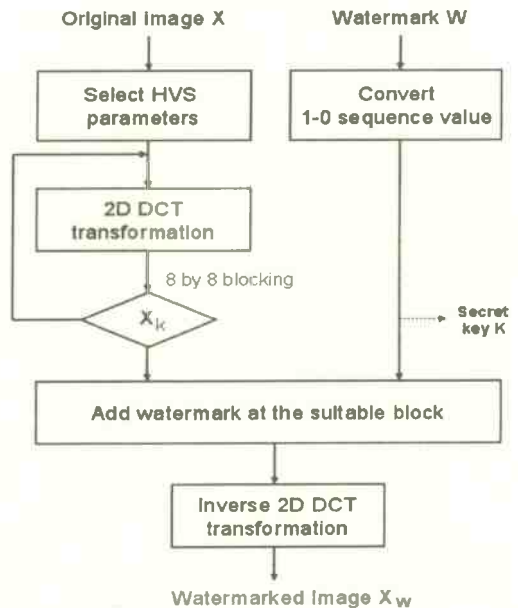 Original image X
Watermark W
Select HVS
parameters
Convert
1-0 sequence value
2D DCT
transformation
8 by 8 blocking
Xk
Secret
key K
Add watermark at the suitable block
Inverse 2D DCT
transformation
Watermarked image Xw